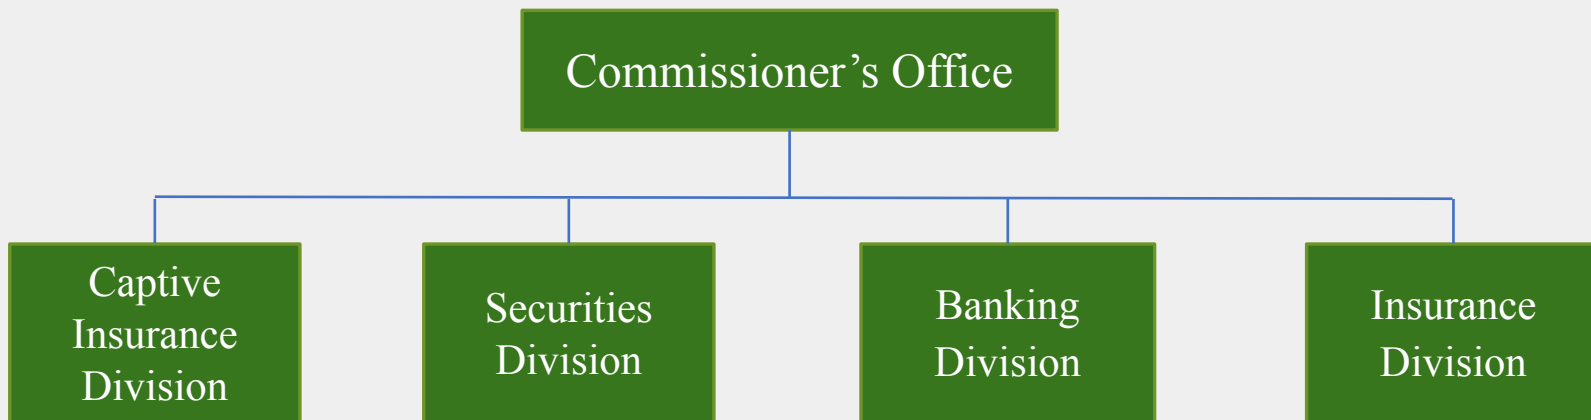 Commissioner’s Office
Captive
Insurance
Division
Securities
Division
Banking
Division
Insurance
Division